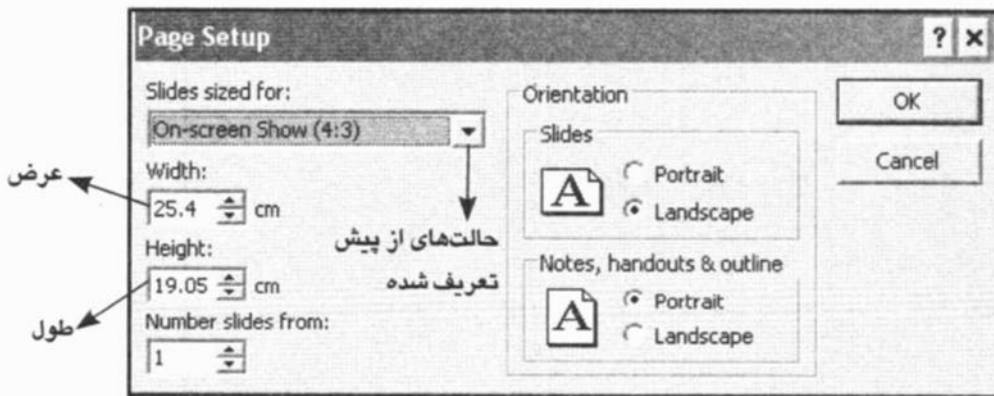 Page Setup
Slides sized for:
On-screen Show (4:3)
Width:
25.4 cm
Height:
19.05 cm
Number slides from:
1
عرض
طول
حالت‌های از پیش
تعریف شده
Orientation
Slides
A
Portrait
Landscape
Notes, handouts & outline
A
Portrait
Landscape
OK
Cancel
?